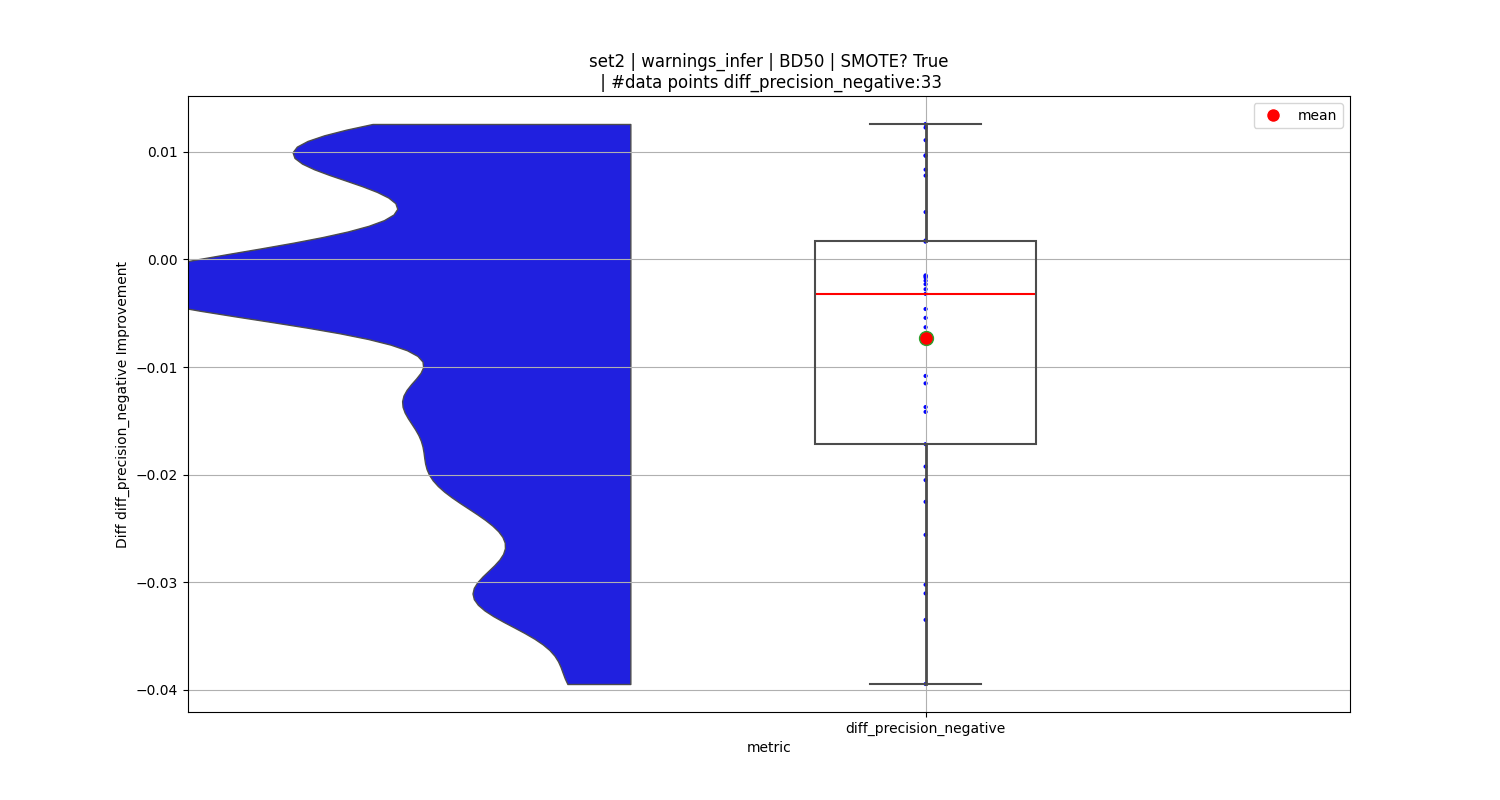 set2 | warnings_infer | BD50 | SMOTE? True
| #data points diff_precision_negative:33
mean
0.01
0.00
−0.01
−0.02
−0.03
−0.04
Diff diff_precision_negative Improvement
diff_precision_negative
metric